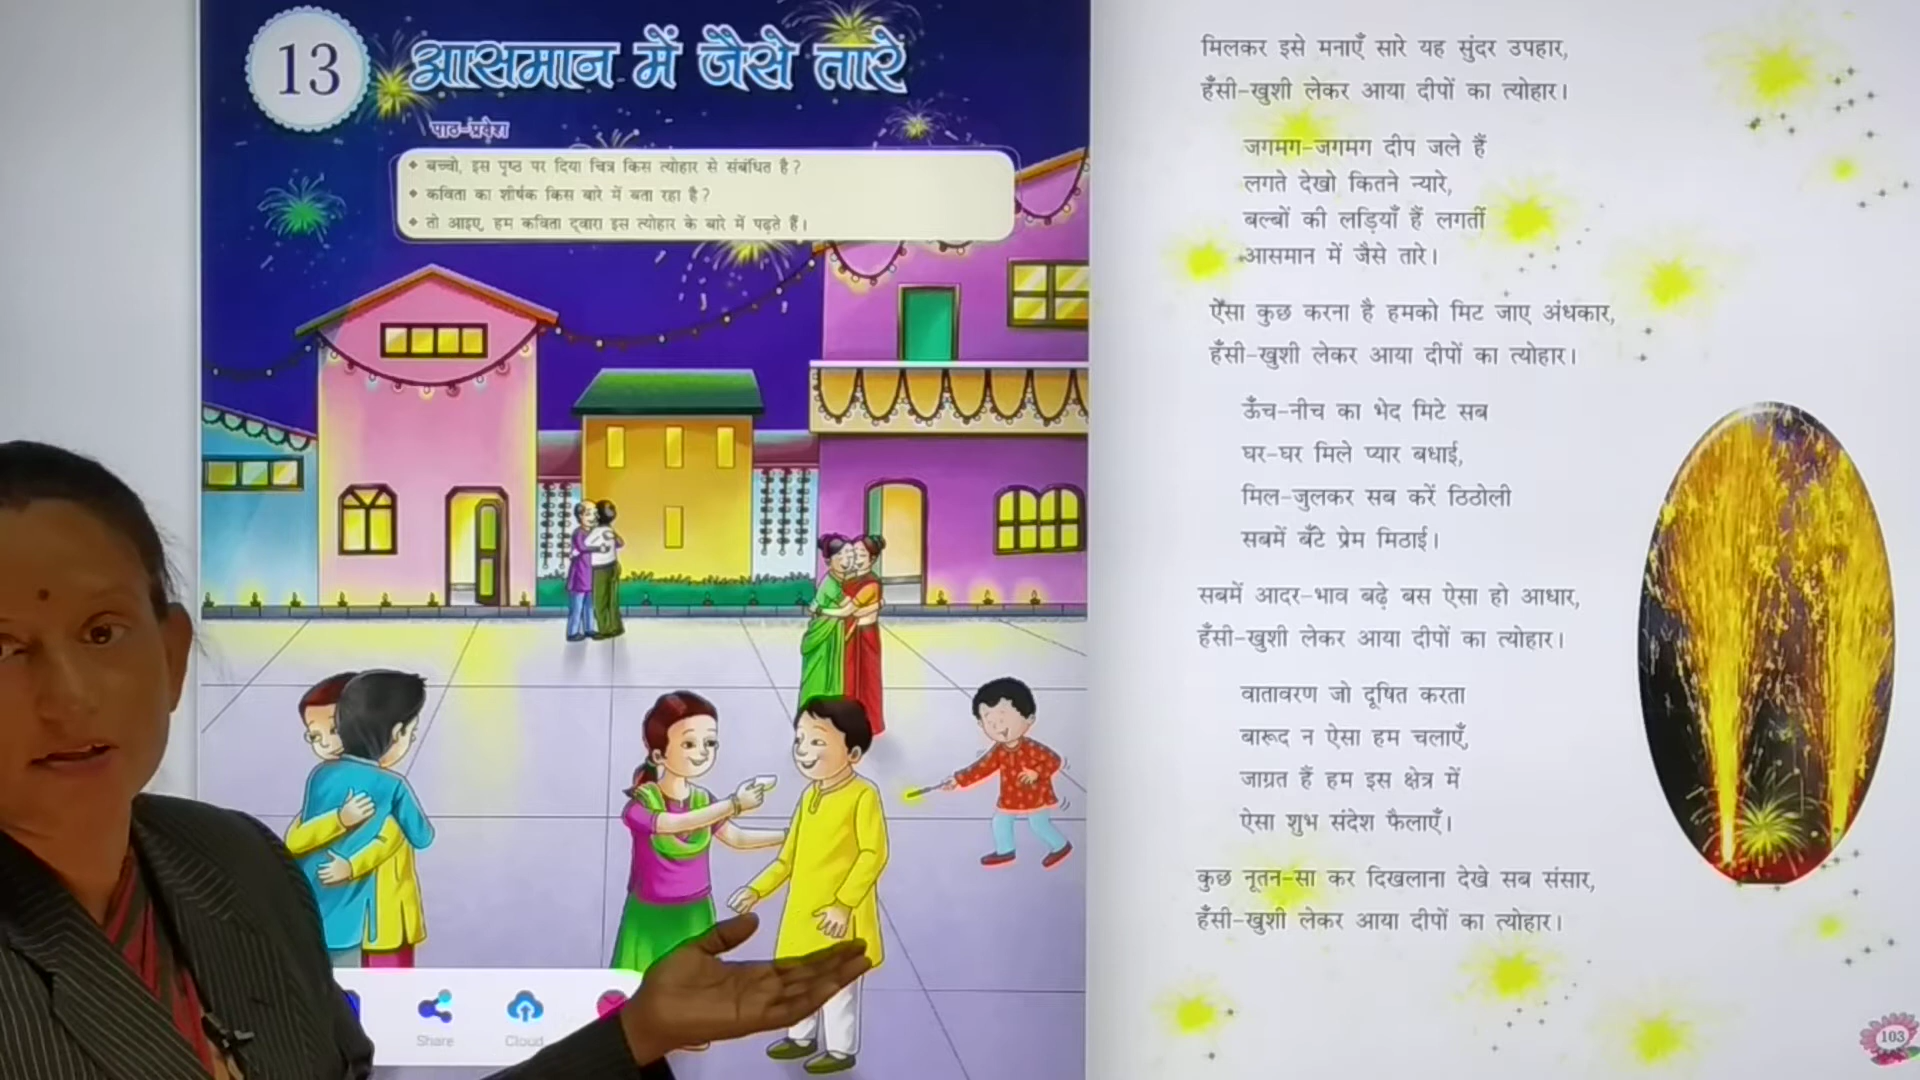 13
आसमान में जैसे तारे
पाठ-प्रवेश
बच्चो, इस पृष्ठ पर दिया चित्र किस त्योहार से संबंधित है?
कविता का शीर्षक किस बारे में बता रहा है?
तो आइए, हम कविता द्वारा इस त्योहार के बारे में पढ़ते हैं।
Share
Cloud
मिलकर इसे मनाएँ सारे यह सुंदर उपहार,
हँसी-खुशी लेकर आया दीपों का त्योहार।
जगमग-जगमग दीप जले हैं
लगते देखो कितने न्यारे,
बल्बों की लड़ियाँ हैं लगतीं
आसमान में जैसे तारे।
ऐसा कुछ करना है हमको मिट जाए अंधकार,
हँसी-खुशी लेकर आया दीपों का त्योहार।
ऊँच-नीच का भेद मिटे सब
घर-घर मिले प्यार बधाई,
मिल-जुलकर सब करें ठिठोली
सबमें बँटे प्रेम मिठाई।
सबमें आदर-भाव बढ़े बस ऐसा हो आधार,
हँसी-खुशी लेकर आया दीपों का त्योहार।
वातावरण जो दूषित करता
बारूद न ऐसा हम चलाएँ,
जाग्रत हैं हम इस क्षेत्र में
ऐसा शुभ संदेश फैलाएँ।
कुछ नूतन-सा कर दिखलाना देखे सब संसार,
हँसी-खुशी लेकर आया दीपों का त्योहार।
103